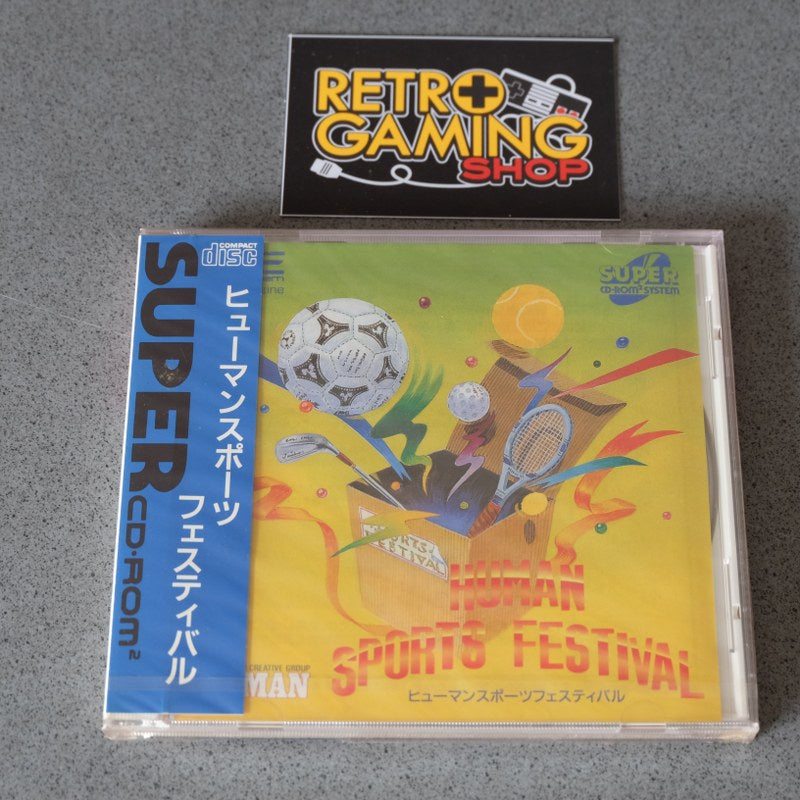 RETRO
GAMING
SHOP
COMPACT
disc
SUPER
CD-ROM²
ヒューマンスポーツ
フェスティバル
SUPER
CD-ROM² SYSTEM
SPORTS
FESTIVAL
HUMAN
SPORTS FESTIVAL
ヒューマンスポーツフェスティバル
CREATIVE GROUP
MAN